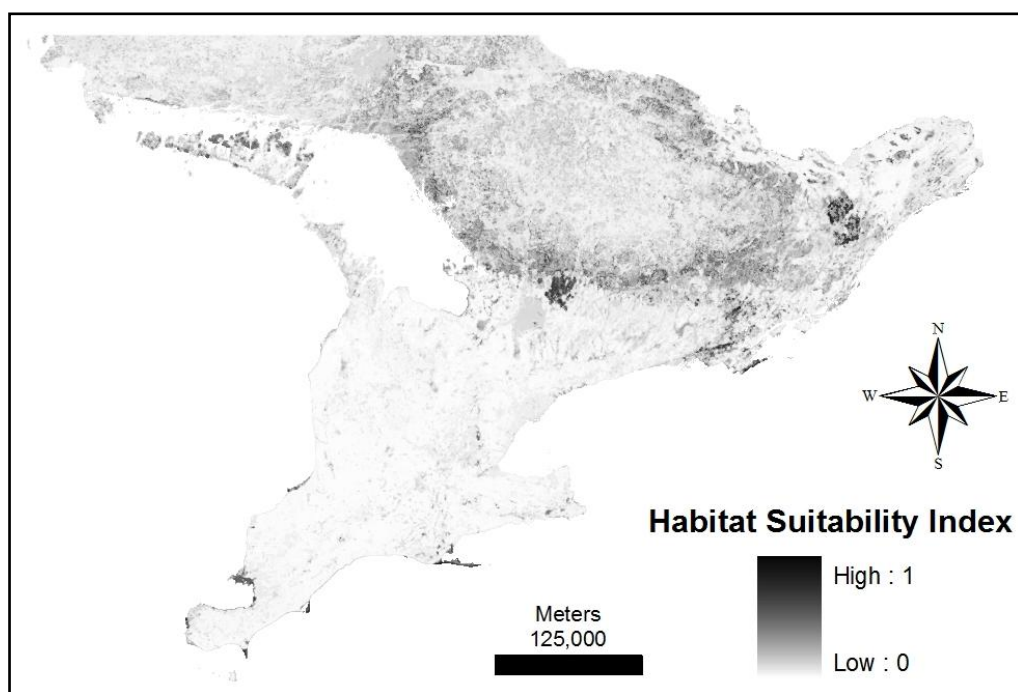 N
W
E
S
Habitat Suitability Index
High : 1
Low : 0
Meters
125,000